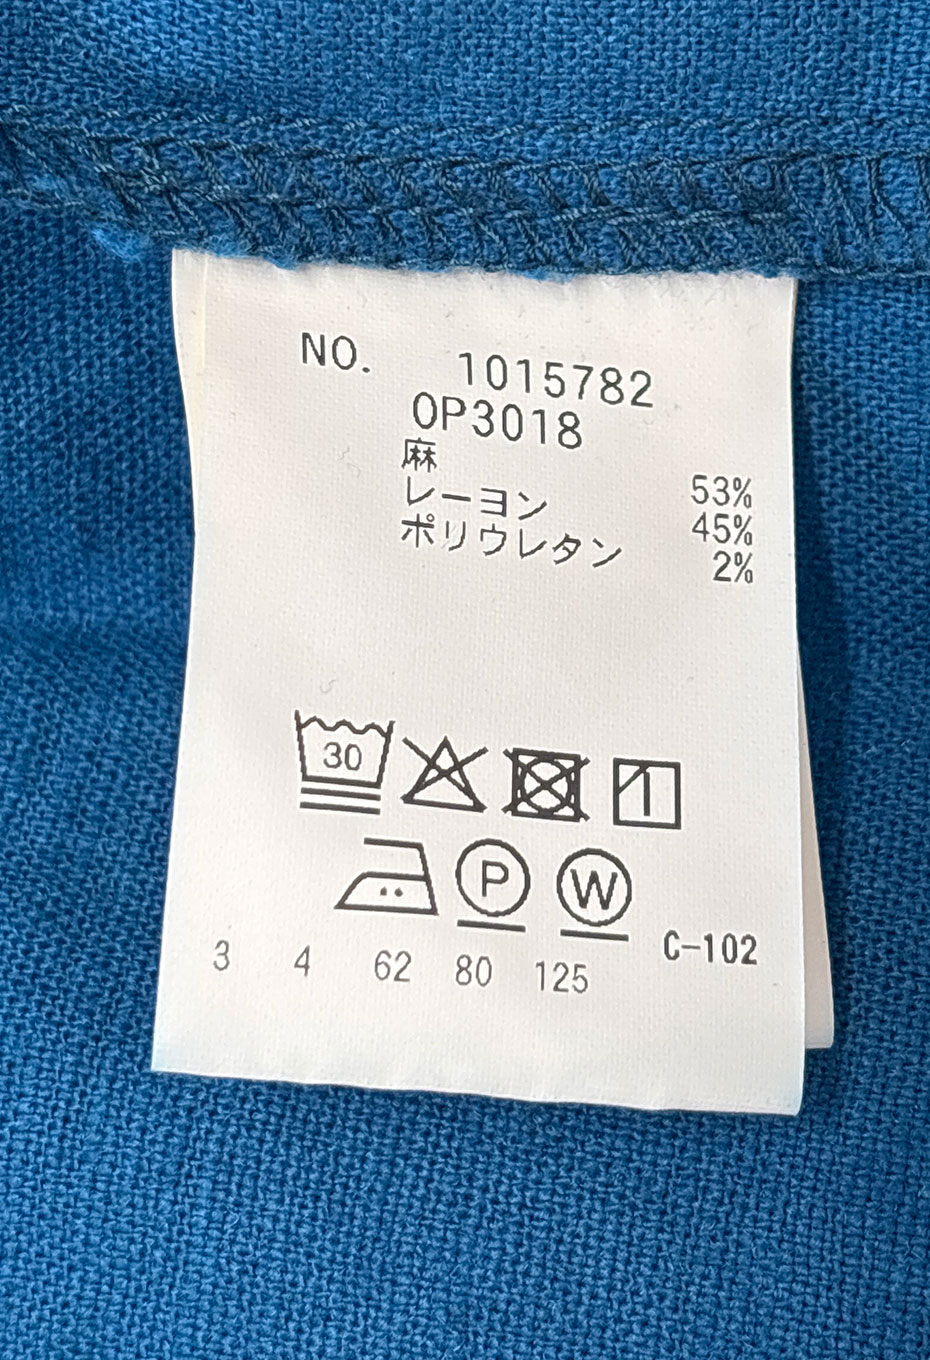 NO. 1015782
OP3018
麻 53%
レーヨン 45%
ポリウレタン 2%
30
P W
C-102
3 4 62 80 125